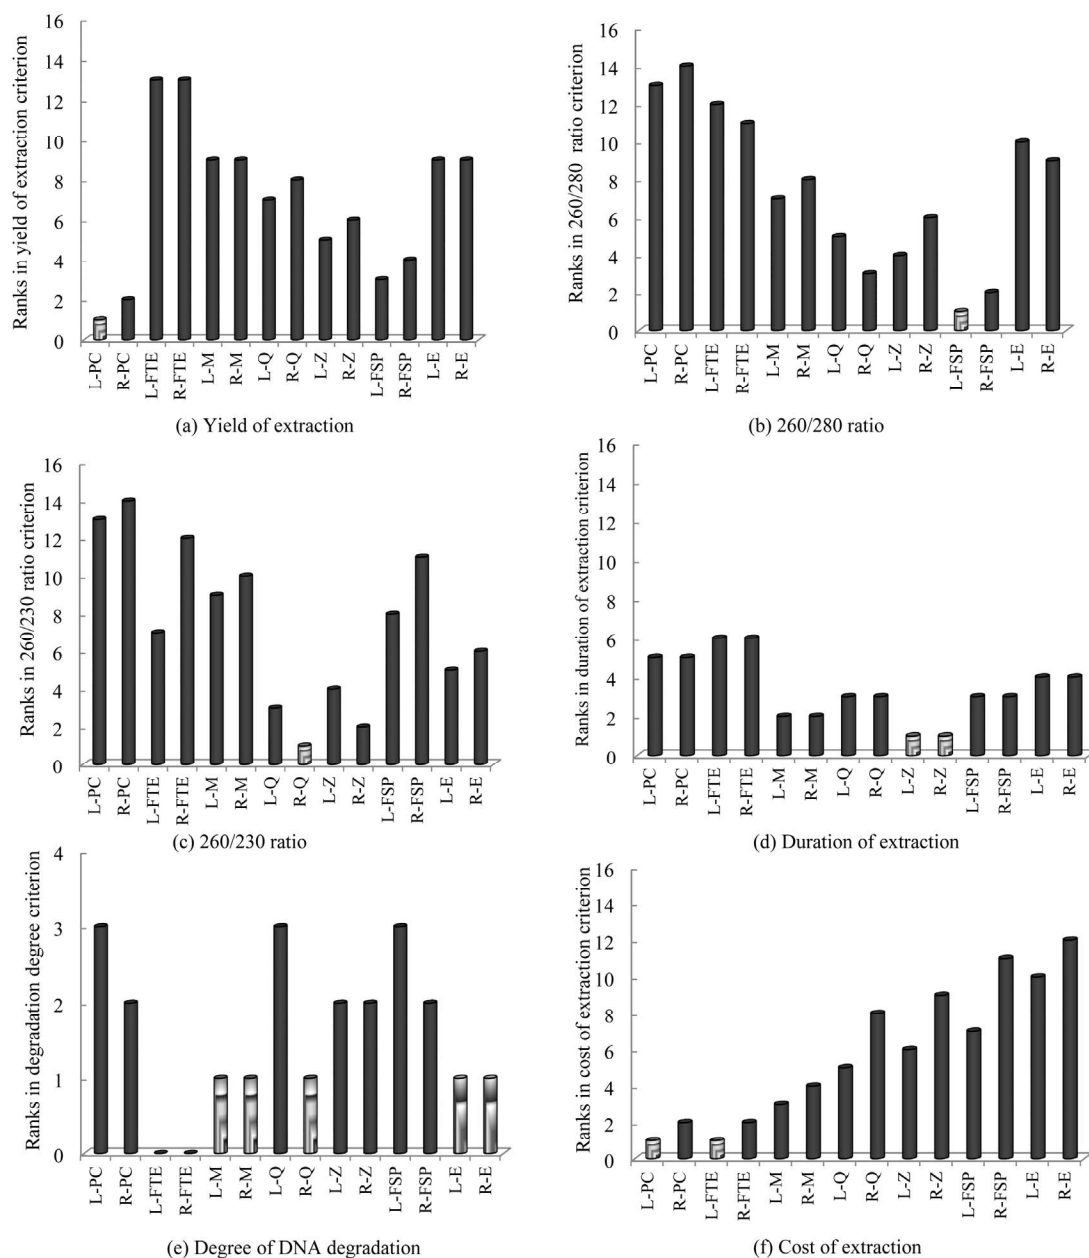 Ranks in yield of extraction criterion
16
14
12
10
8
6
4
2
0
L-PC
R-PC
L-FTE
R-FTE
L-M
R-M
L-Q
R-Q
L-Z
R-Z
L-FSP
R-FSP
L-E
R-E
(a) Yield of extraction
Ranks in 260/280 ratio criterion
16
14
12
10
8
6
4
2
0
L-PC
R-PC
L-FTE
R-FTE
L-M
R-M
L-Q
R-Q
L-Z
R-Z
L-FSP
R-FSP
L-E
R-E
(b) 260/280 ratio
Ranks in 260/230 ratio criterion
16
14
12
10
8
6
4
2
0
L-PC
R-PC
L-FTE
R-FTE
L-M
R-M
L-Q
R-Q
L-Z
R-Z
L-FSP
R-FSP
L-E
R-E
(c) 260/230 ratio
Ranks in duration of extraction criterion
16
14
12
10
8
6
4
2
0
L-PC
R-PC
L-FTE
R-FTE
L-M
R-M
L-Q
R-Q
L-Z
R-Z
L-FSP
R-FSP
L-E
R-E
(d) Duration of extraction
Ranks in degradation degree criterion
4
3
2
1
0
L-PC
R-PC
L-FTE
R-FTE
L-M
R-M
L-Q
R-Q
L-Z
R-Z
L-FSP
R-FSP
L-E
R-E
(e) Degree of DNA degradation
Ranks in cost of extraction criterion
16
14
12
10
8
6
4
2
0
L-PC
R-PC
L-FTE
R-FTE
L-M
R-M
L-Q
R-Q
L-Z
R-Z
L-FSP
R-FSP
L-E
R-E
(f) Cost of extraction